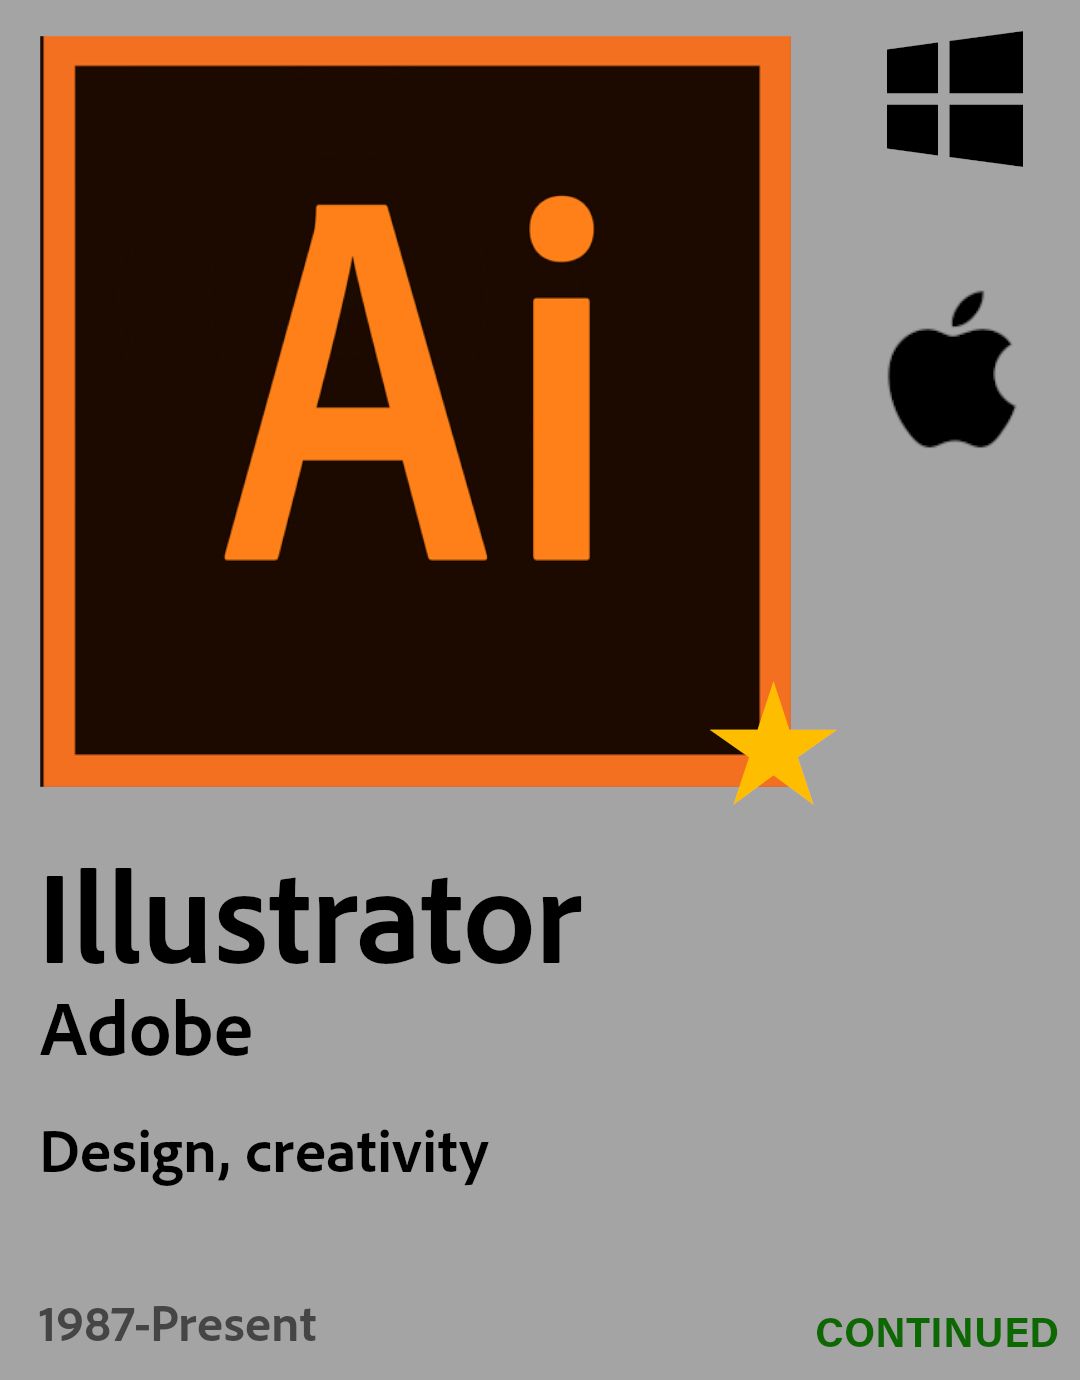 Ai
Illustrator
Adobe
Design, creativity
1987-Present
CONTINUED